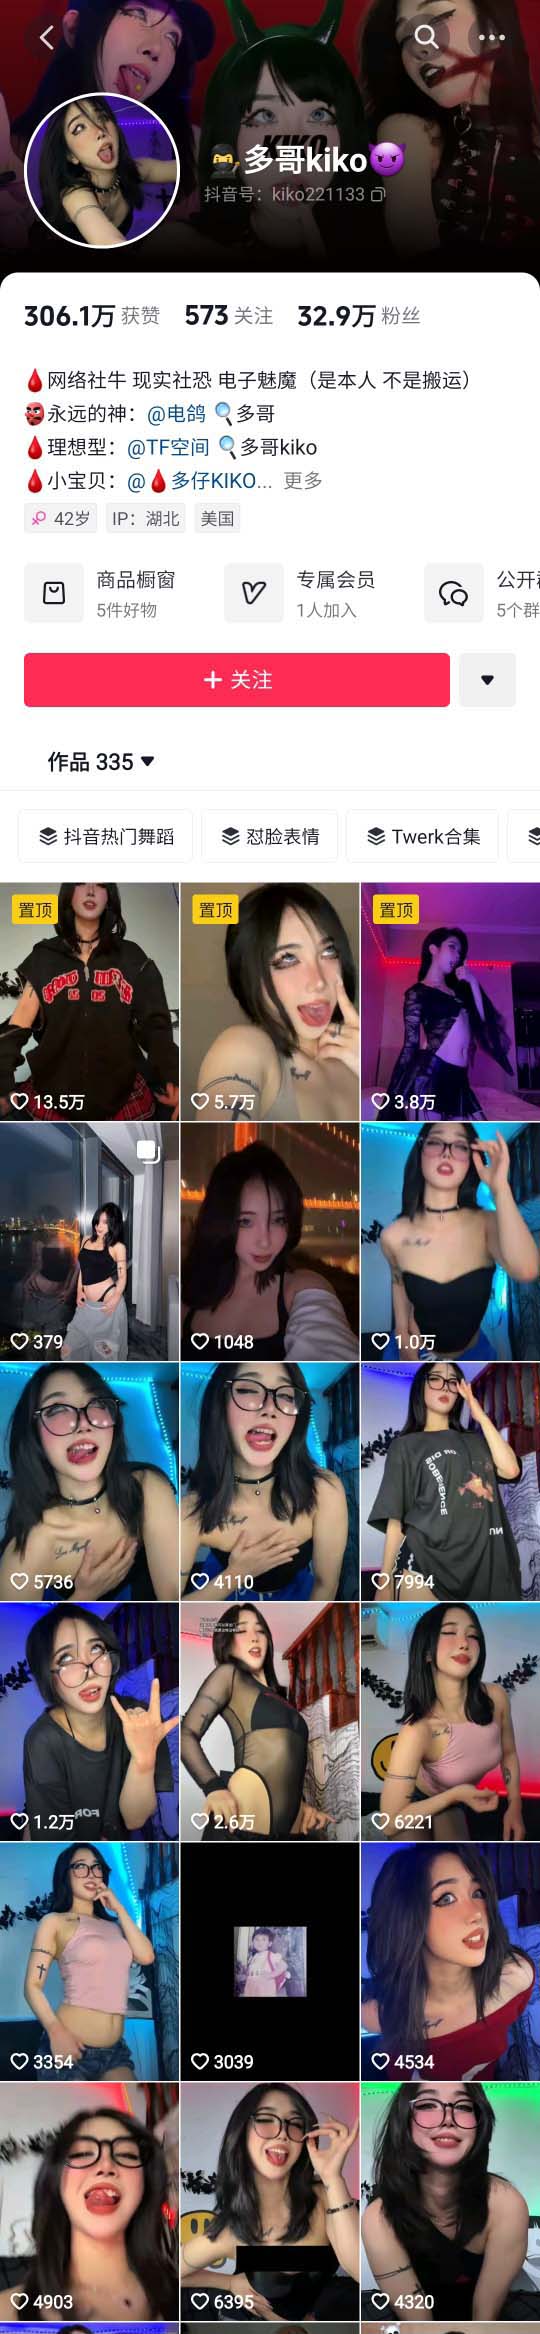 KIKO
🥷多哥kiko😈
抖音号：kiko221133
306.1万 获赞 573 关注 32.9万 粉丝
🩸网络社牛 现实社恐 电子魅魔（是本人 不是搬运）
👺永远的神：@电鸽 🔍多哥
🩸理想型：@TF空间 🔍多哥kiko
🩸小宝贝：@🩸多仔KIKO... 更多
42岁 IP：湖北 美国
商品橱窗 专属会员 公开
5件好物 1人加入 5个群
+ 关注
作品 335
抖音热门舞蹈 怼脸表情 Twerk合集
置顶 置顶 置顶
13.5万 5.7万 3.8万
379 1048 1.0万
DISOBEDIENCE
5736 4110 7994
1.2万 2.6万 6221
3354 3039 4534
4903 6395 4320